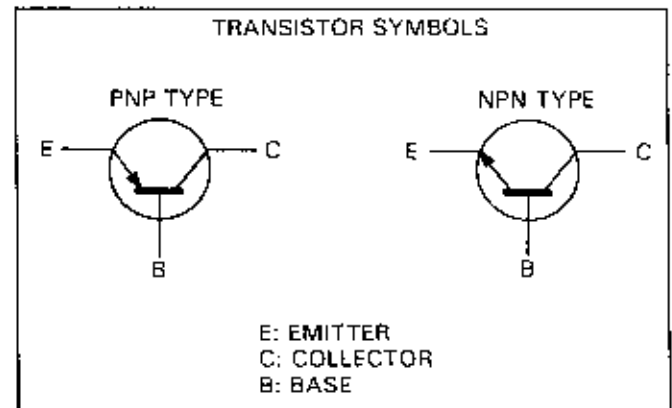 TRANSISTOR SYMBOLS
PNP TYPE
NPN TYPE
E C E C
B B
E: EMITTER
C: COLLECTOR
B: BASE